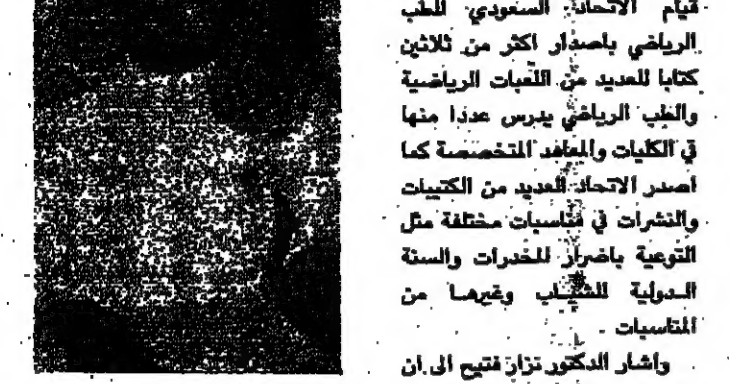 قيام الاتحاد السعودي للطب
الرياضي باصدار اكثر من ثلاثين
كتابا للعديد من اللعبات الرياضية
والطب الرياضي يدرس عددا منها
في الكليات والمعاهد المتخصصة كما
اصدر الاتحاد العديد من الكتيبات
والنشرات في مناسبات مختلفة مثل
التوعية باضرار المخدرات والسنة
الدولية للشباب وغيرها من
المناسبات .
واشار الدكتور نزار فتيح الى ان